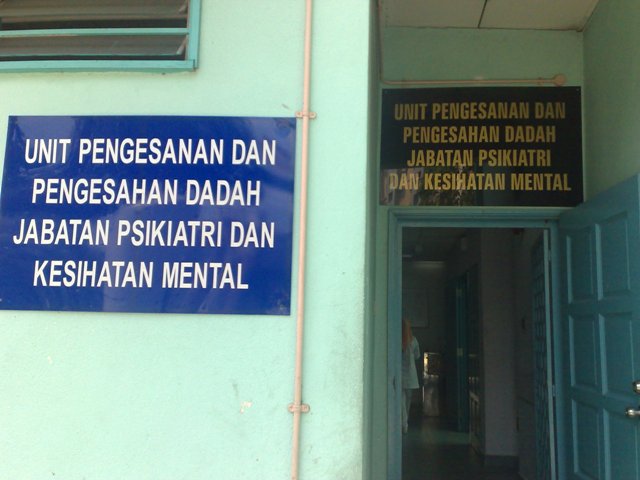 UNIT PENGESANAN DAN
PENGESAHAN DADAH
JABATAN PSIKIATRI DAN
KESIHATAN MENTAL
UNIT PENGESANAN DAN
PENGESAHAN DADAH
JABATAN PSIKIATRI
DAN KESIHATAN MENTAL